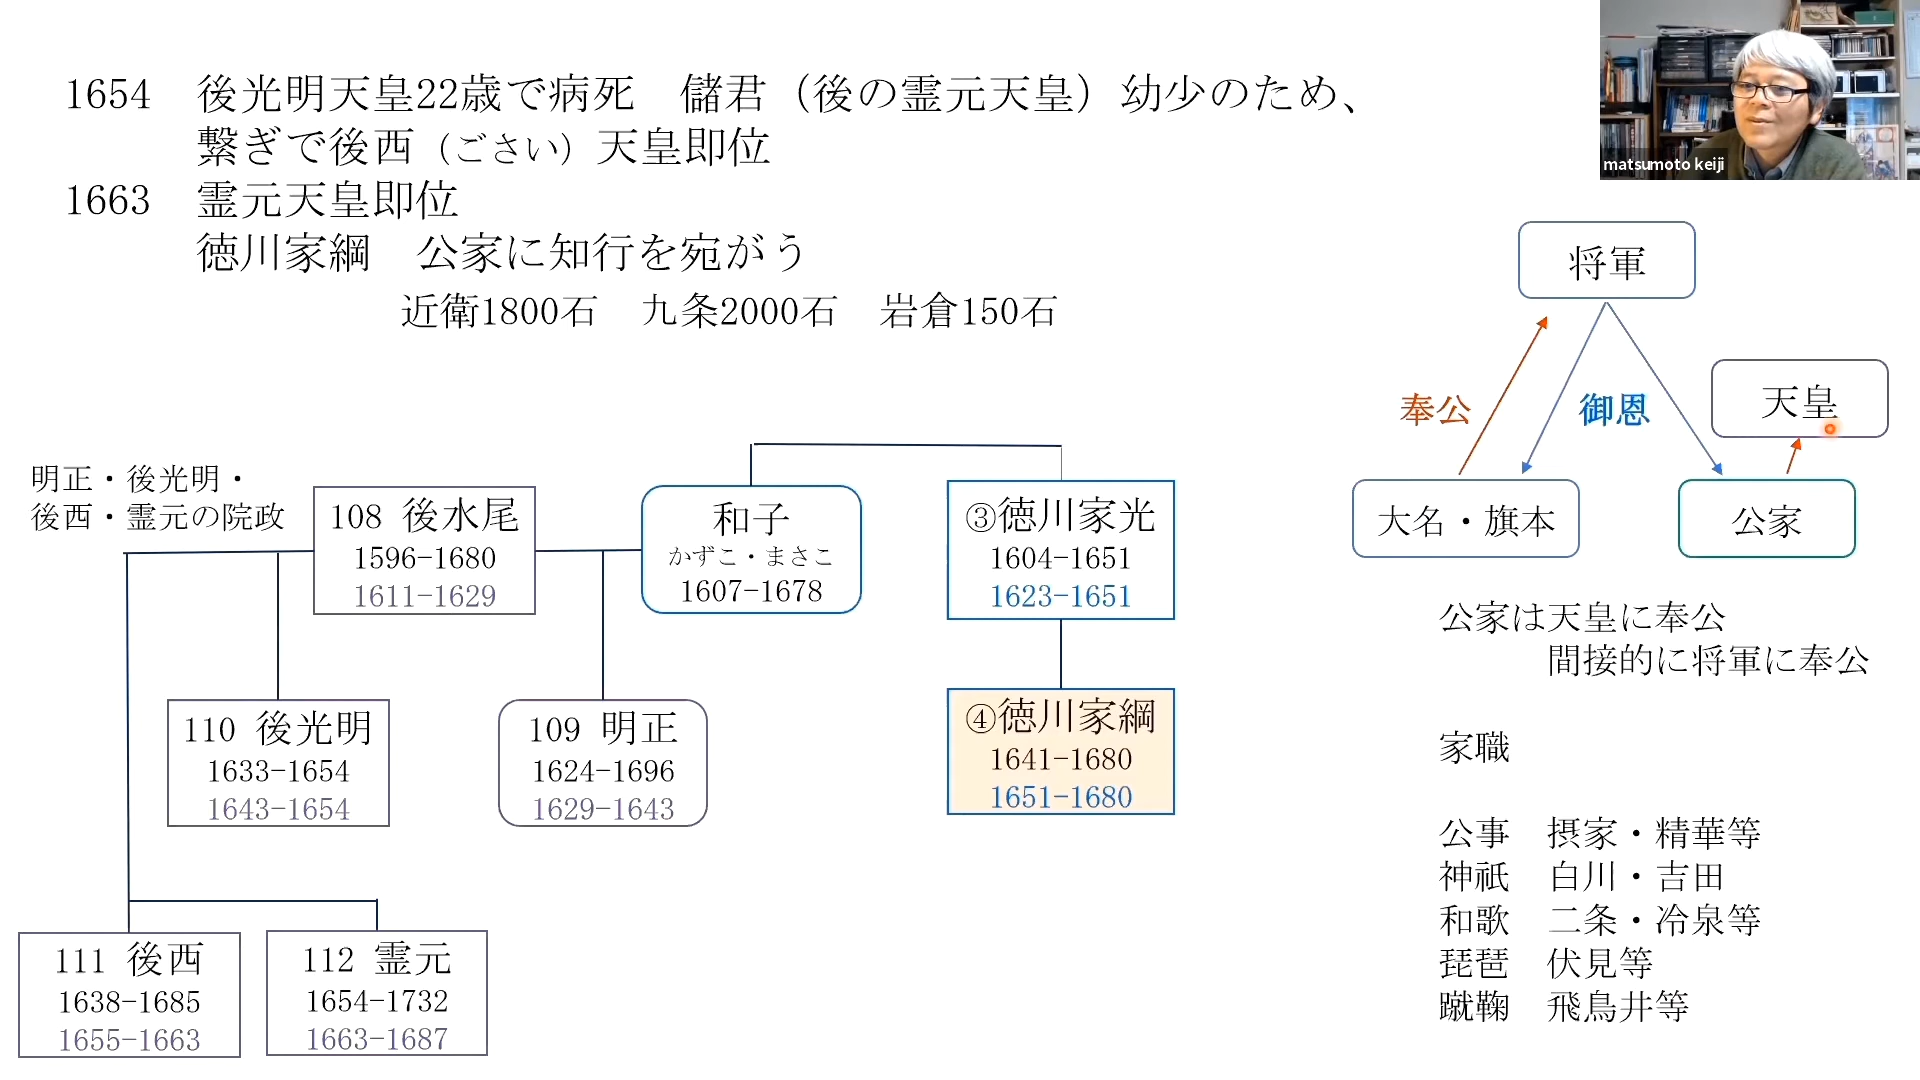 1654　後光明天皇22歳で病死　儲君（後の霊元天皇）幼少のため、
繋ぎで後西（ごさい）天皇即位
1663　霊元天皇即位
徳川家綱　公家に知行を宛がう
近衛1800石　九条2000石　岩倉150石
matsumoto keiji
将軍
奉公
御恩
天皇
大名・旗本
公家
公家は天皇に奉公
間接的に将軍に奉公
家職
公事　摂家・精華等
神祇　白川・吉田
和歌　二条・冷泉等
琵琶　伏見等
蹴鞠　飛鳥井等
明正・後光明・
後西・霊元の院政
108 後水尾
1596-1680
1611-1629
和子
かずこ・まさこ
1607-1678
③徳川家光
1604-1651
1623-1651
110 後光明
1633-1654
1643-1654
109 明正
1624-1696
1629-1643
④徳川家綱
1641-1680
1651-1680
111 後西
1638-1685
1655-1663
112 霊元
1654-1732
1663-1687